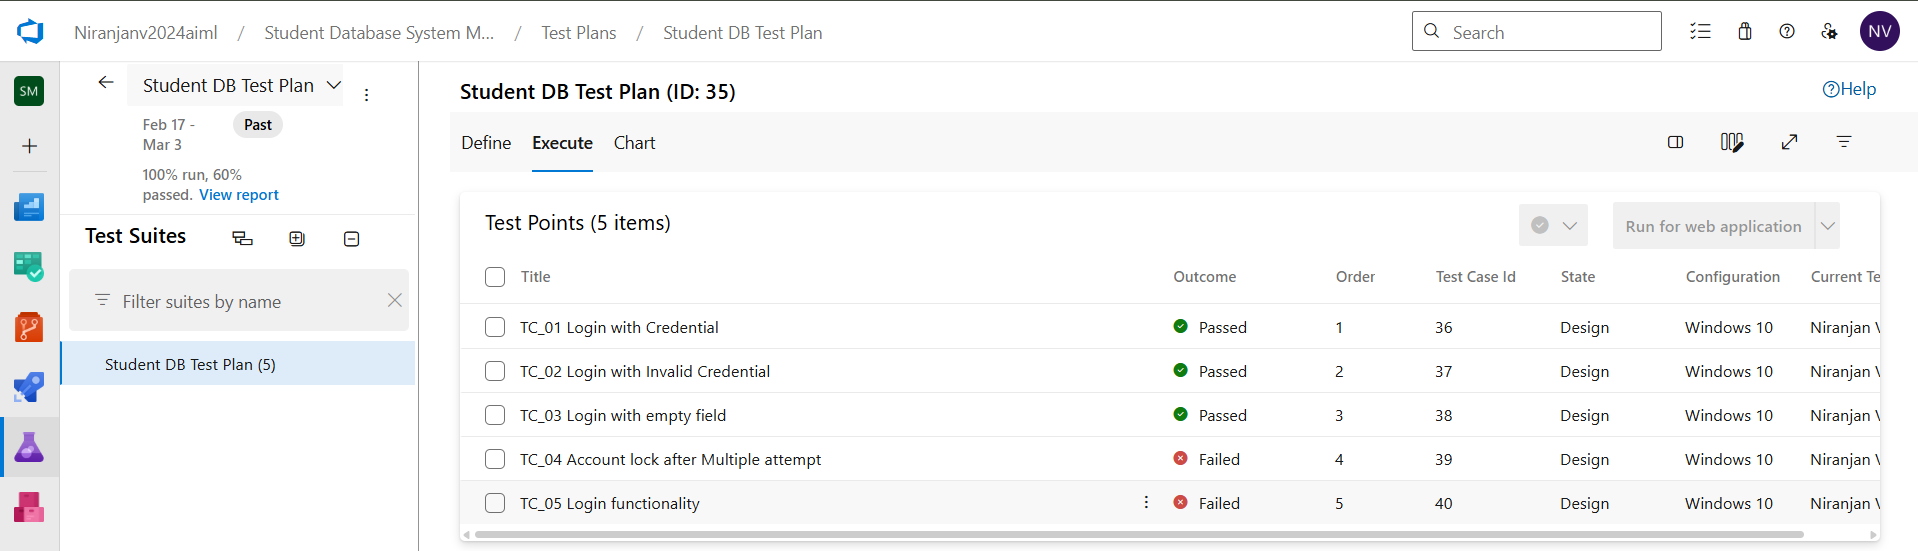 Niranjanv2024aiml / Student Database System M... / Test Plans / Student DB Test Plan
Search
NV
SM
Student DB Test Plan
Feb 17 -
Mar 3
Past
100% run, 60%
passed. View report
Test Suites
Filter suites by name
Student DB Test Plan (5)
Student DB Test Plan (ID: 35)
Help
Define Execute Chart
Test Points (5 items)
Run for web application
Title Outcome Order Test Case Id State Configuration Current Te
TC_01 Login with Credential Passed 1 36 Design Windows 10 Niranjan V
TC_02 Login with Invalid Credential Passed 2 37 Design Windows 10 Niranjan V
TC_03 Login with empty field Passed 3 38 Design Windows 10 Niranjan V
TC_04 Account lock after Multiple attempt Failed 4 39 Design Windows 10 Niranjan V
TC_05 Login functionality Failed 5 40 Design Windows 10 Niranjan V